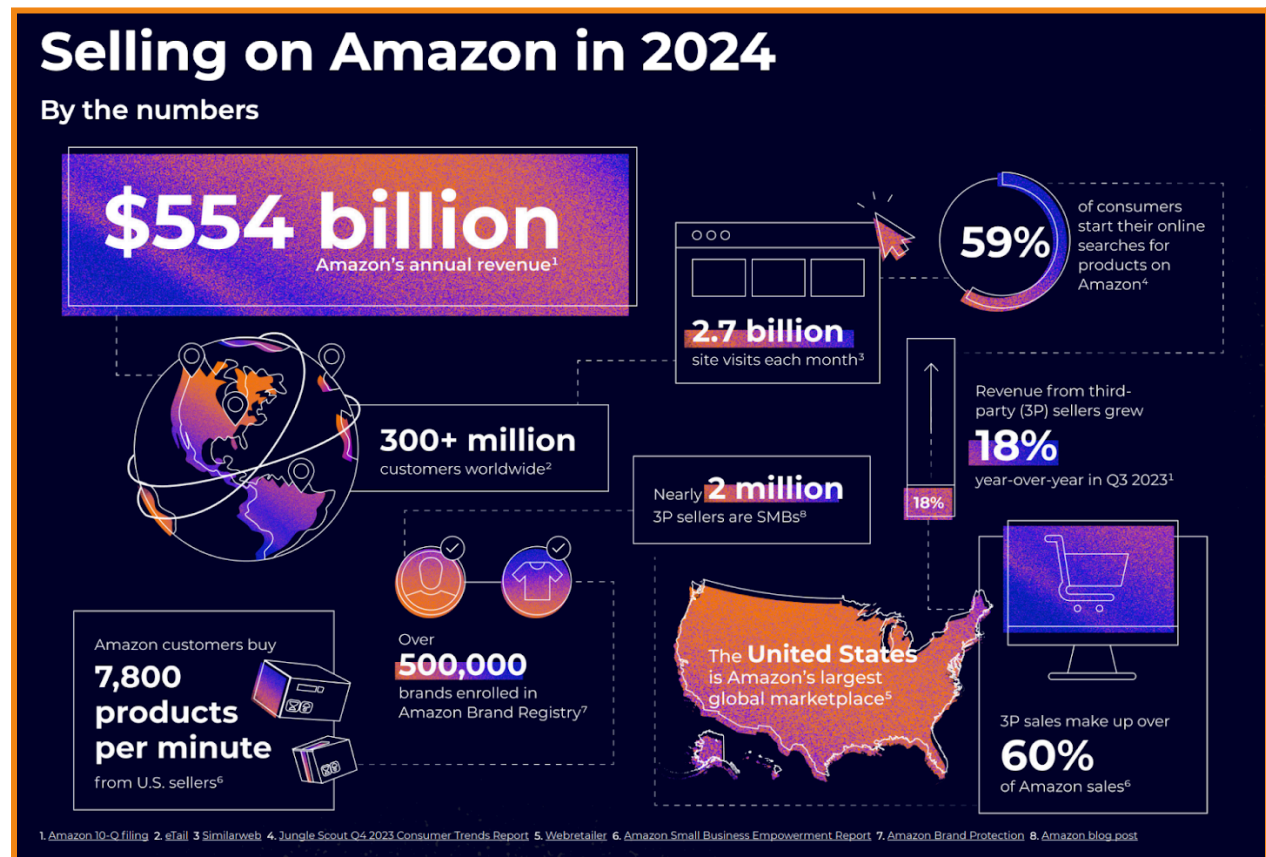 Selling on Amazon in 2024
By the numbers
$554 billion
Amazon's annual revenue¹
2.7 billion
site visits each month³
59%
of consumers
start their online
searches for
products on
Amazon⁴
300+ million
customers worldwide²
Revenue from third-
party (3P) sellers grew
18%
year-over-year in Q3 2023¹
18%
Nearly 2 million
3P sellers are SMBs⁸
Over
500,000
brands enrolled in
Amazon Brand Registry⁷
Amazon customers buy
7,800
products
per minute
from U.S. sellers⁶
The United States
is Amazon's largest
global marketplace⁵
3P sales make up over
60%
of Amazon sales⁶
1. Amazon 10-Q filing 2. eTail 3 Similarweb 4. Jungle Scout Q4 2023 Consumer Trends Report 5. Webretailer 6. Amazon Small Business Empowerment Report 7. Amazon Brand Protection 8. Amazon blog post